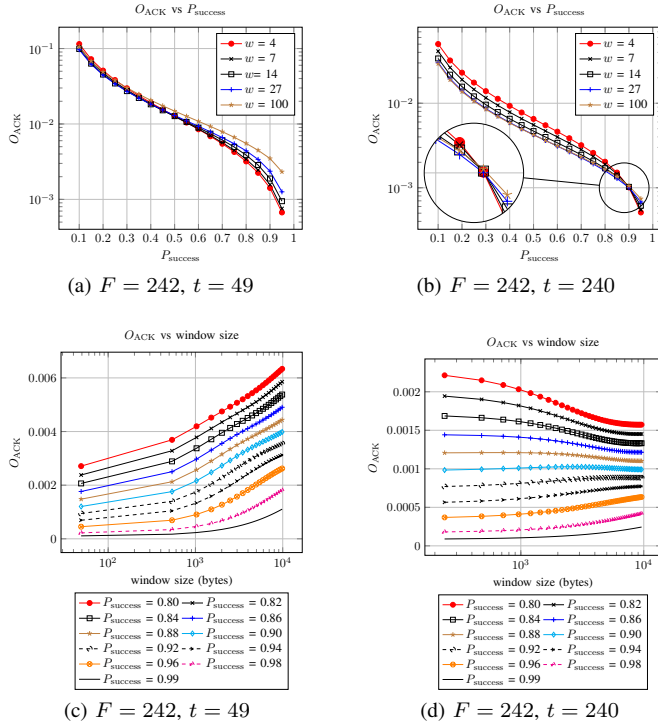 O_ACK vs P_success
10^-1
10^-2
10^-3
O_ACK
w = 4
w = 7
w= 14
w = 27
w = 100
0.1 0.2 0.3 0.4 0.5 0.6 0.7 0.8 0.9 1
P_success
(a) F = 242, t = 49
O_ACK vs P_success
10^-2
10^-3
O_ACK
w = 4
w = 7
w = 14
w = 27
w = 100
0.1 0.2 0.3 0.4 0.5 0.6 0.7 0.8 0.9 1
P_success
(b) F = 242, t = 240
O_ACK vs window size
0.006
0.004
0.002
0
O_ACK
10^2 10^3 10^4
window size (bytes)
P_success = 0.80 P_success = 0.82
P_success = 0.84 P_success = 0.86
P_success = 0.88 P_success = 0.90
P_success = 0.92 P_success = 0.94
P_success = 0.96 P_success = 0.98
P_success = 0.99
(c) F = 242, t = 49
O_ACK vs window size
0.002
0.0015
0.001
0.0005
0
O_ACK
10^3 10^4
window size (bytes)
P_success = 0.80 P_success = 0.82
P_success = 0.84 P_success = 0.86
P_success = 0.88 P_success = 0.90
P_success = 0.92 P_success = 0.94
P_success = 0.96 P_success = 0.98
P_success = 0.99
(d) F = 242, t = 240